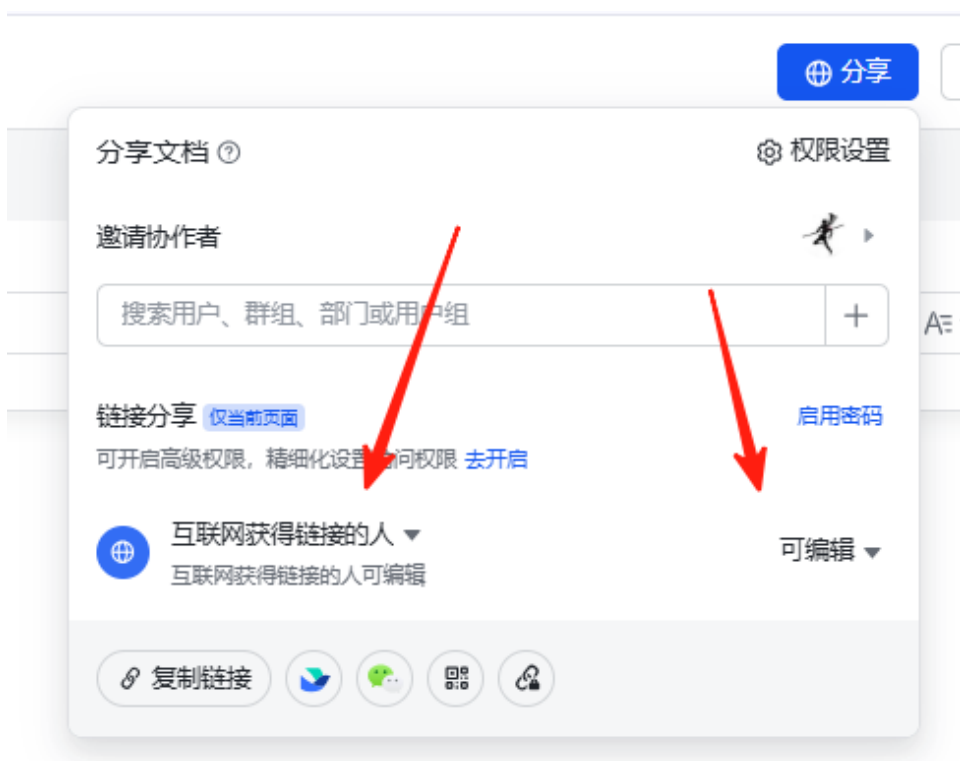 分享
分享文档
权限设置
邀请协作者
搜索用户、群组、部门或用户组
链接分享 仅当前页面
启用密码
可开启高级权限，精细化设置访问权限 去开启
互联网获得链接的人
互联网获得链接的人可编辑
可编辑
复制链接